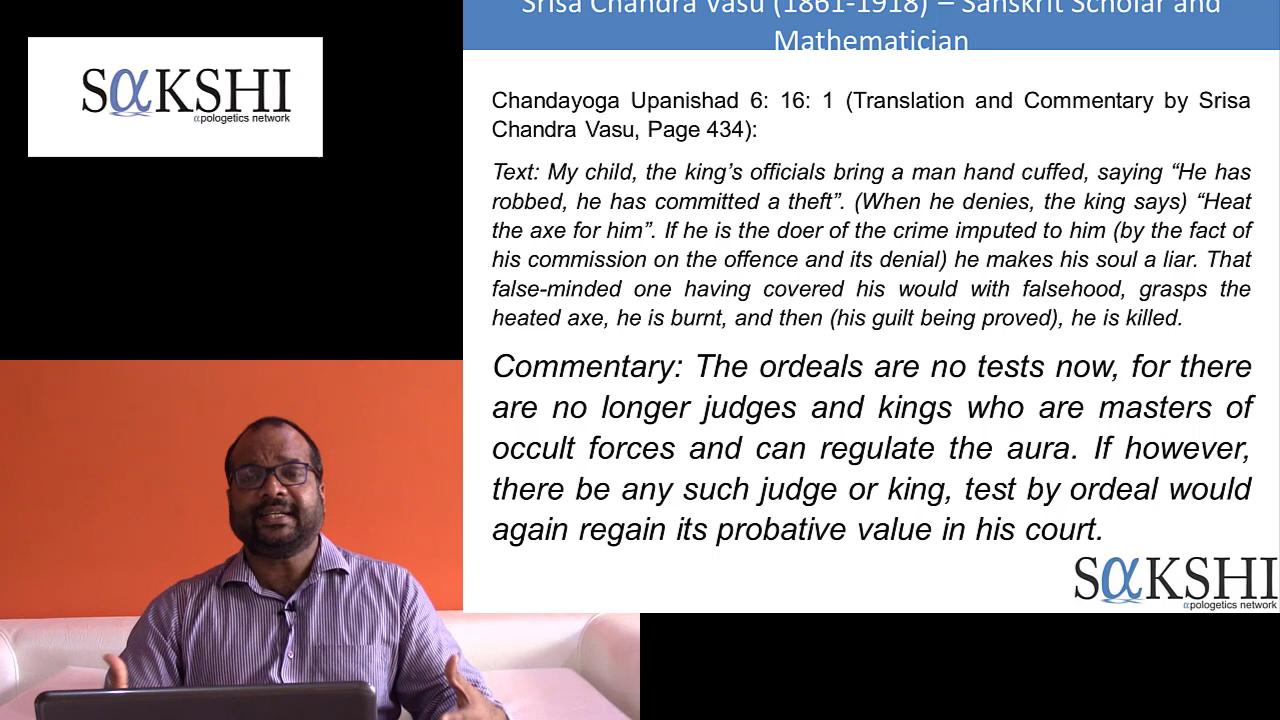 SαKSHI
αpologetics network
Srisa Chandra Vasu (1861-1918) – Sanskrit Scholar and
Mathematician
Chandayoga Upanishad 6: 16: 1 (Translation and Commentary by Srisa
Chandra Vasu, Page 434):
Text: My child, the king’s officials bring a man hand cuffed, saying “He has
robbed, he has committed a theft”. (When he denies, the king says) “Heat
the axe for him”. If he is the doer of the crime imputed to him (by the fact of
his commission on the offence and its denial) he makes his soul a liar. That
false-minded one having covered his would with falsehood, grasps the
heated axe, he is burnt, and then (his guilt being proved), he is killed.
Commentary: The ordeals are no tests now, for there
are no longer judges and kings who are masters of
occult forces and can regulate the aura. If however,
there be any such judge or king, test by ordeal would
again regain its probative value in his court.
SαKSHI
αpologetics network